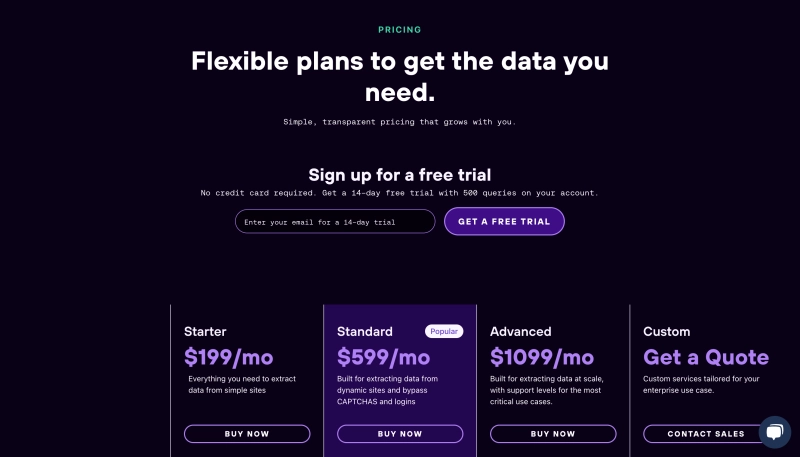 PRICING
Flexible plans to get the data you
need.
Simple, transparent pricing that grows with you.
Sign up for a free trial
No credit card required. Get a 14-day free trial with 500 queries on your account.
Enter your email for a 14-day trial
GET A FREE TRIAL
Starter
$199/mo
Everything you need to extract
data from simple sites
BUY NOW
Standard
Popular
$599/mo
Built for extracting data from
dynamic sites and bypass
CAPTCHAS and logins
BUY NOW
Advanced
$1099/mo
Built for extracting data at scale,
with support levels for the most
critical use cases.
BUY NOW
Custom
Get a Quote
Custom services tailored for your
enterprise use case.
CONTACT SALES